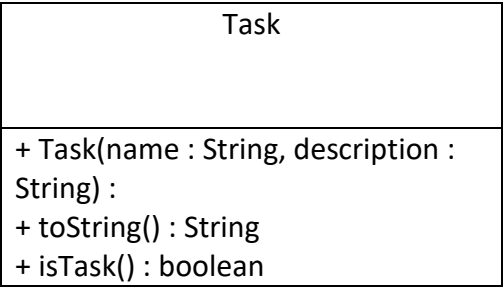 Task
+ Task(name : String, description :
String) :
+ toString() : String
+ isTask() : boolean